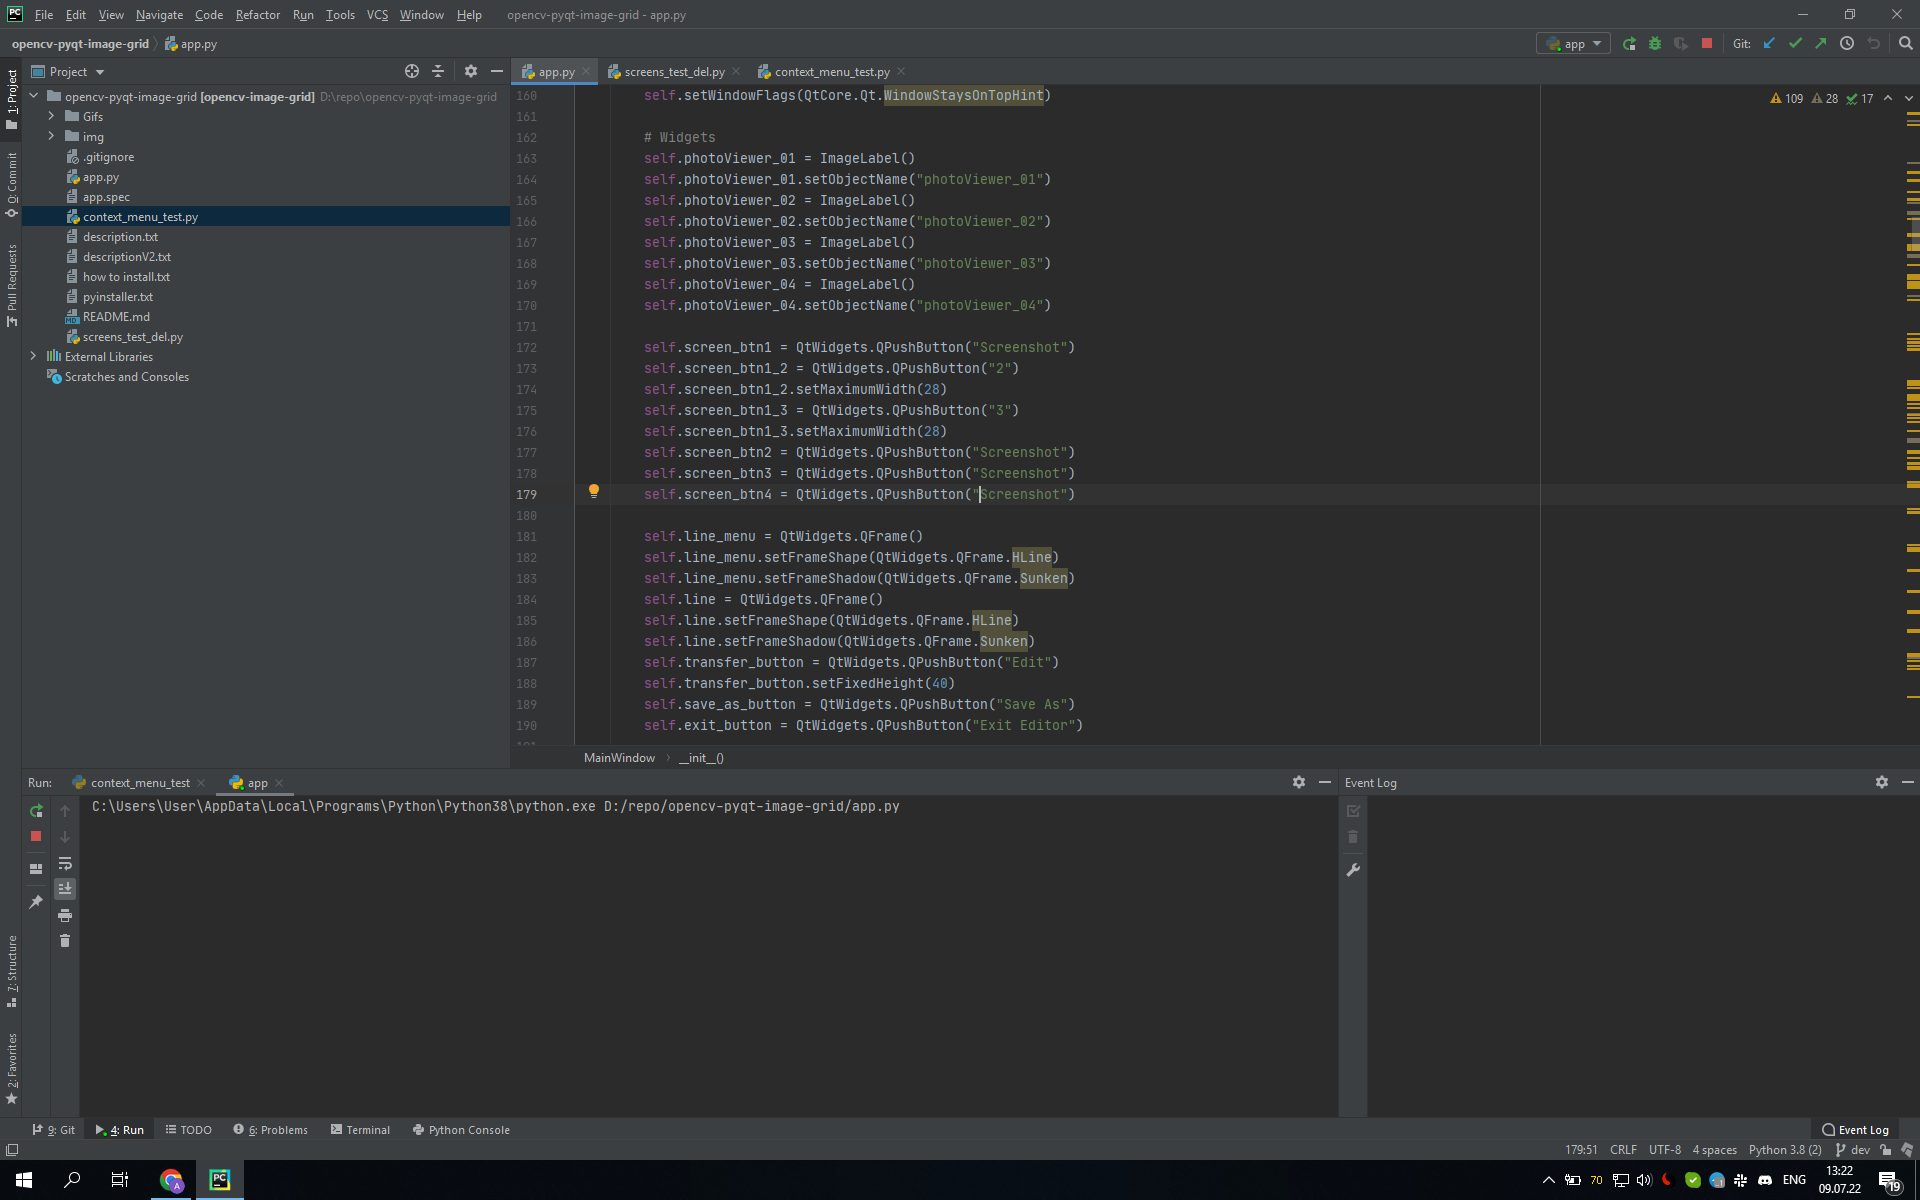 PC File Edit View Navigate Code Refactor Run Tools VCS Window Help opencv-pyqt-image-grid - app.py
opencv-pyqt-image-grid app.py app Git:
1: Project
0: Commit
Pull Requests
7: Structure
2: Favorites
Project
opencv-pyqt-image-grid [opencv-image-grid] D:\repo\opencv-pyqt-image-grid
Gifs
img
.gitignore
app.py
app.spec
context_menu_test.py
description.txt
descriptionV2.txt
how to install.txt
pyinstaller.txt
README.md
screens_test_del.py
External Libraries
Scratches and Consoles
app.py screens_test_del.py context_menu_test.py
109 28 17
160 self.setWindowFlags(QtCore.Qt.WindowStaysOnTopHint)
161
162 # Widgets
163 self.photoViewer_01 = ImageLabel()
164 self.photoViewer_01.setObjectName("photoViewer_01")
165 self.photoViewer_02 = ImageLabel()
166 self.photoViewer_02.setObjectName("photoViewer_02")
167 self.photoViewer_03 = ImageLabel()
168 self.photoViewer_03.setObjectName("photoViewer_03")
169 self.photoViewer_04 = ImageLabel()
170 self.photoViewer_04.setObjectName("photoViewer_04")
171
172 self.screen_btn1 = QtWidgets.QPushButton("Screenshot")
173 self.screen_btn1_2 = QtWidgets.QPushButton("2")
174 self.screen_btn1_2.setMaximumWidth(28)
175 self.screen_btn1_3 = QtWidgets.QPushButton("3")
176 self.screen_btn1_3.setMaximumWidth(28)
177 self.screen_btn2 = QtWidgets.QPushButton("Screenshot")
178 self.screen_btn3 = QtWidgets.QPushButton("Screenshot")
179 self.screen_btn4 = QtWidgets.QPushButton("Screenshot")
180
181 self.line_menu = QtWidgets.QFrame()
182 self.line_menu.setFrameShape(QtWidgets.QFrame.HLine)
183 self.line_menu.setFrameShadow(QtWidgets.QFrame.Sunken)
184 self.line = QtWidgets.QFrame()
185 self.line.setFrameShape(QtWidgets.QFrame.HLine)
186 self.line.setFrameShadow(QtWidgets.QFrame.Sunken)
187 self.transfer_button = QtWidgets.QPushButton("Edit")
188 self.transfer_button.setFixedHeight(40)
189 self.save_as_button = QtWidgets.QPushButton("Save As")
190 self.exit_button = QtWidgets.QPushButton("Exit Editor")
MainWindow __init__()
Run: context_menu_test app
C:\Users\User\AppData\Local\Programs\Python\Python38\python.exe D:/repo/opencv-pyqt-image-grid/app.py
Event Log
9: Git 4: Run TODO 6: Problems Terminal Python Console Event Log
179:51 CRLF UTF-8 4 spaces Python 3.8 (2) dev
A PC 70 ENG 13:22
09.07.22 19